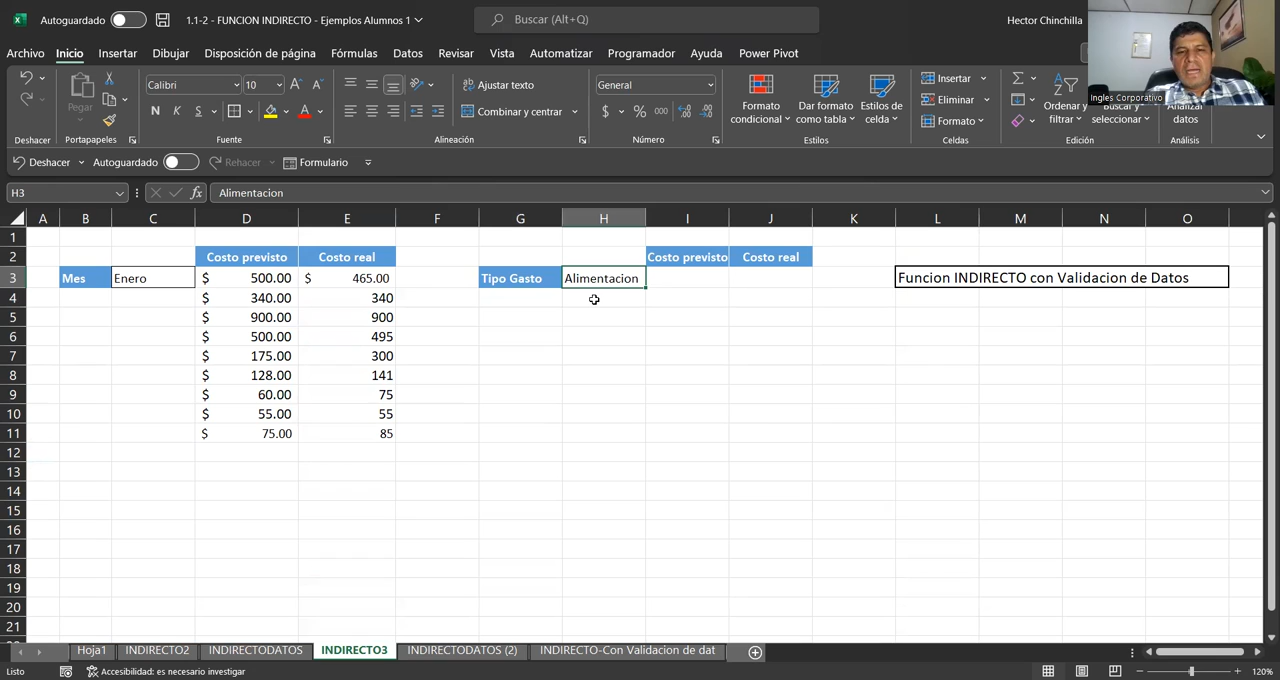 Autoguardado 1.1-2 - FUNCION INDIRECTO - Ejemplos Alumnos 1 Buscar (Alt+Q) Hector Chinchilla
Archivo Inicio Insertar Dibujar Disposición de página Fórmulas Datos Revisar Vista Automatizar Programador Ayuda Power Pivot
Calibri 10 Ajustar texto General Insertar
Pegar N K S Combinar y centrar $ % 000 Formato condicional Dar formato como tabla Estilos de celda Eliminar Formato Ordenar y filtrar Buscar y seleccionar Analizar datos
Ingles Corporativo
Deshacer Portapapeles Fuente Alineación Número Estilos Celdas Edición Análisis
Deshacer Autoguardado Rehacer Formulario
H3 fx Alimentacion
A B C D E F G H I J K L M N O
1
2 Costo previsto Costo real Costo previsto Costo real
3 Mes Enero $ 500.00 $ 465.00 Tipo Gasto Alimentacion Funcion INDIRECTO con Validacion de Datos
4 $ 340.00 340
5 $ 900.00 900
6 $ 500.00 495
7 $ 175.00 300
8 $ 128.00 141
9 $ 60.00 75
10 $ 55.00 55
11 $ 75.00 85
12
13
14
15
16
17
18
19
20
21
Hoja1 INDIRECTO2 INDIRECTODATOS INDIRECTO3 INDIRECTODATOS (2) INDIRECTO-Con Validacion de dat
Listo Accesibilidad: es necesario investigar 120%